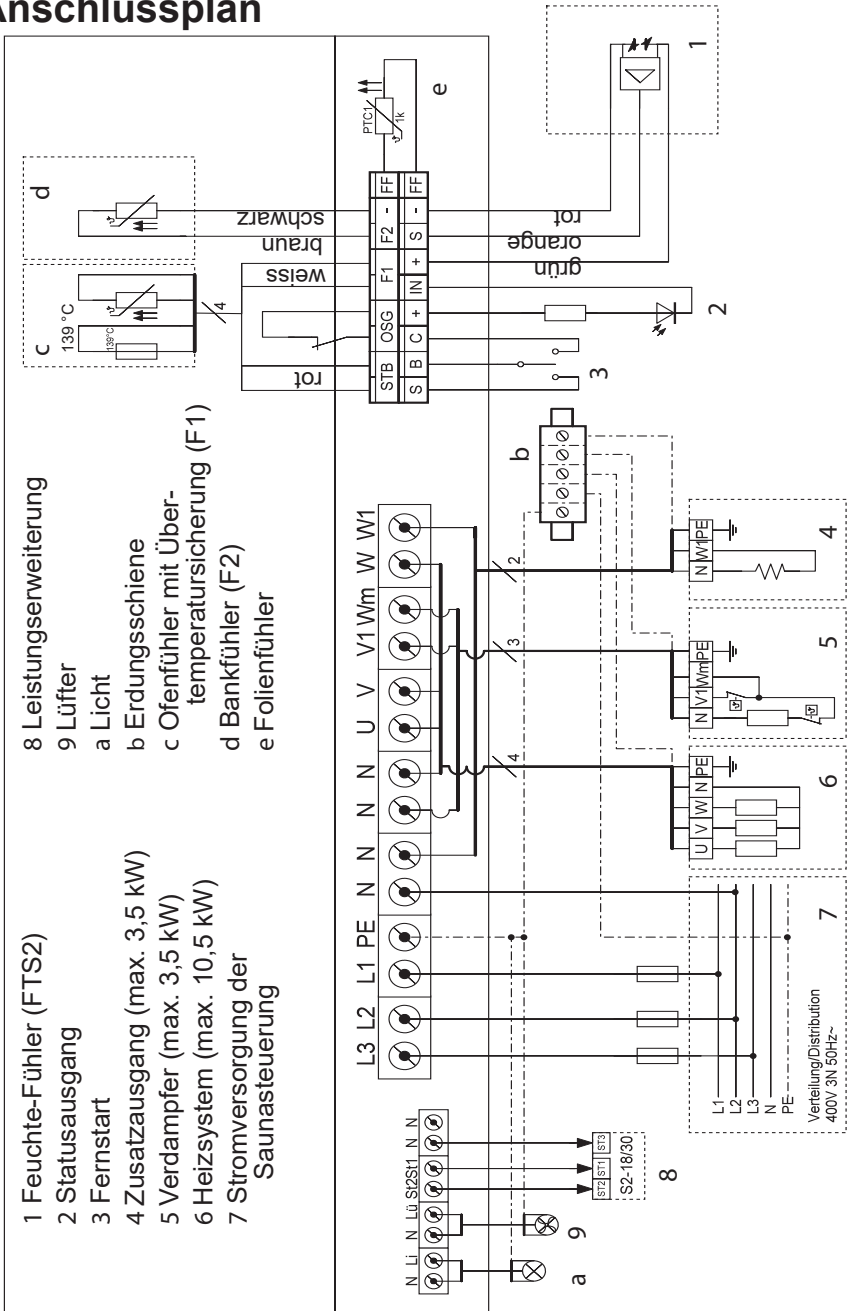 Anschlussplan
1 Feuchte-Fühler (FTS2)
2 Statusausgang
3 Fernstart
4 Zusatzausgang (max. 3,5 kW)
5 Verdampfer (max. 3,5 kW)
6 Heizsystem (max. 10,5 kW)
7 Stromversorgung der
Saunasteuerung
8 Leistungserweiterung
9 Lüfter
a Licht
b Erdungsschiene
c Ofenfühler mit Über-
temperatursicherung (F1)
d Bankfühler (F2)
e Folienfühler
c
139 °C
139°C
d
4
rot
weiss
braun
schwarz
PTC1
1k
e
STB OSG F1 F2 - FF
S B C + IN + S - FF
grün
orange
rot
3
2
1
N Li N Lü St2 St1 N N
L3 L2 L1 PE N N N N U V V1 Wm W W1
4
3
2
b
a
9
ST2 ST1 ST3
S2-18/30
8
L1
L2
L3
N
PE
Verteilung/Distribution
400V 3N 50Hz~
7
U V W N PE
6
N V1 Wm PE
5
N W1 PE
4